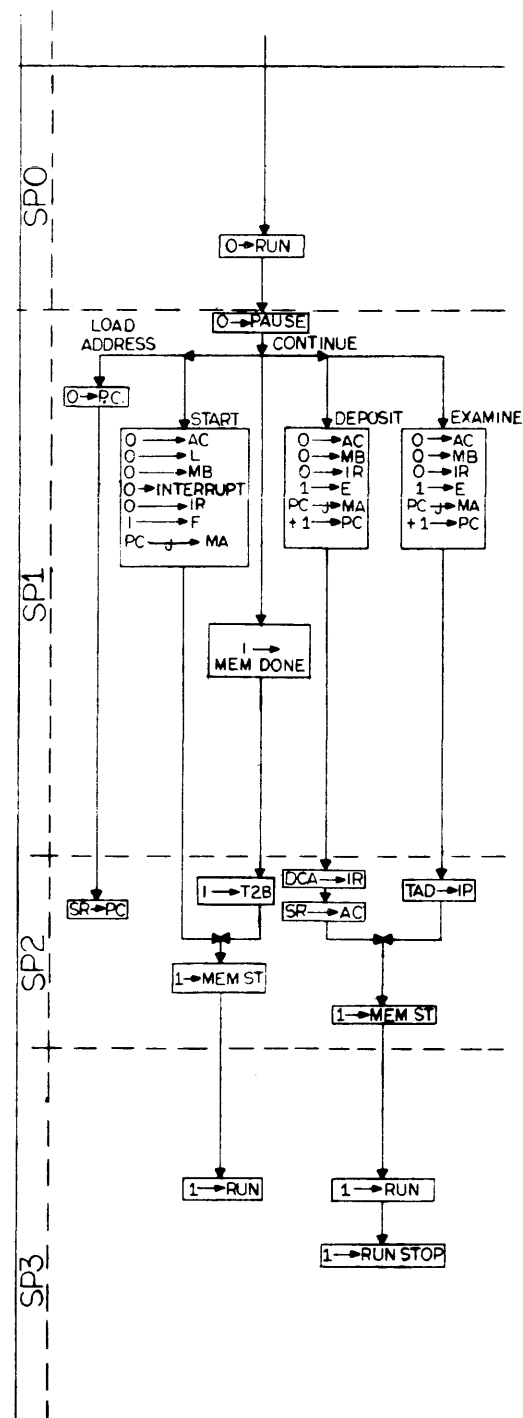 SP0
0→RUN
0→PAUSE
LOAD
ADDRESS
CONTINUE
0→P.C.
START
0→AC
0→L
0→MB
0→INTERRUPT
0→IR
1→F
PC j→MA
DEPOSIT
0→AC
0→MB
0→IR
1→E
PC j→MA
+1→PC
EXAMINE
0→AC
0→MB
0→IR
1→E
PC j→MA
+1→PC
SP1
1→
MEM DONE
SP2
SR→PC
1→T2B
DCA→IR
SR→AC
TAD→IP
1→MEM ST
1→MEM ST
SP3
1→RUN
1→RUN
1→RUN STOP